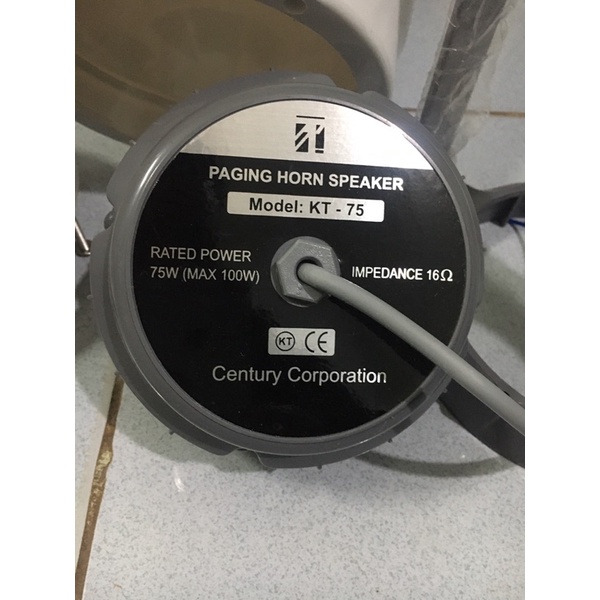 PAGING HORN SPEAKER
Model: KT - 75
RATED POWER
75W (MAX 100W)
IMPEDANCE 16Ω
KT CE
Century Corporation